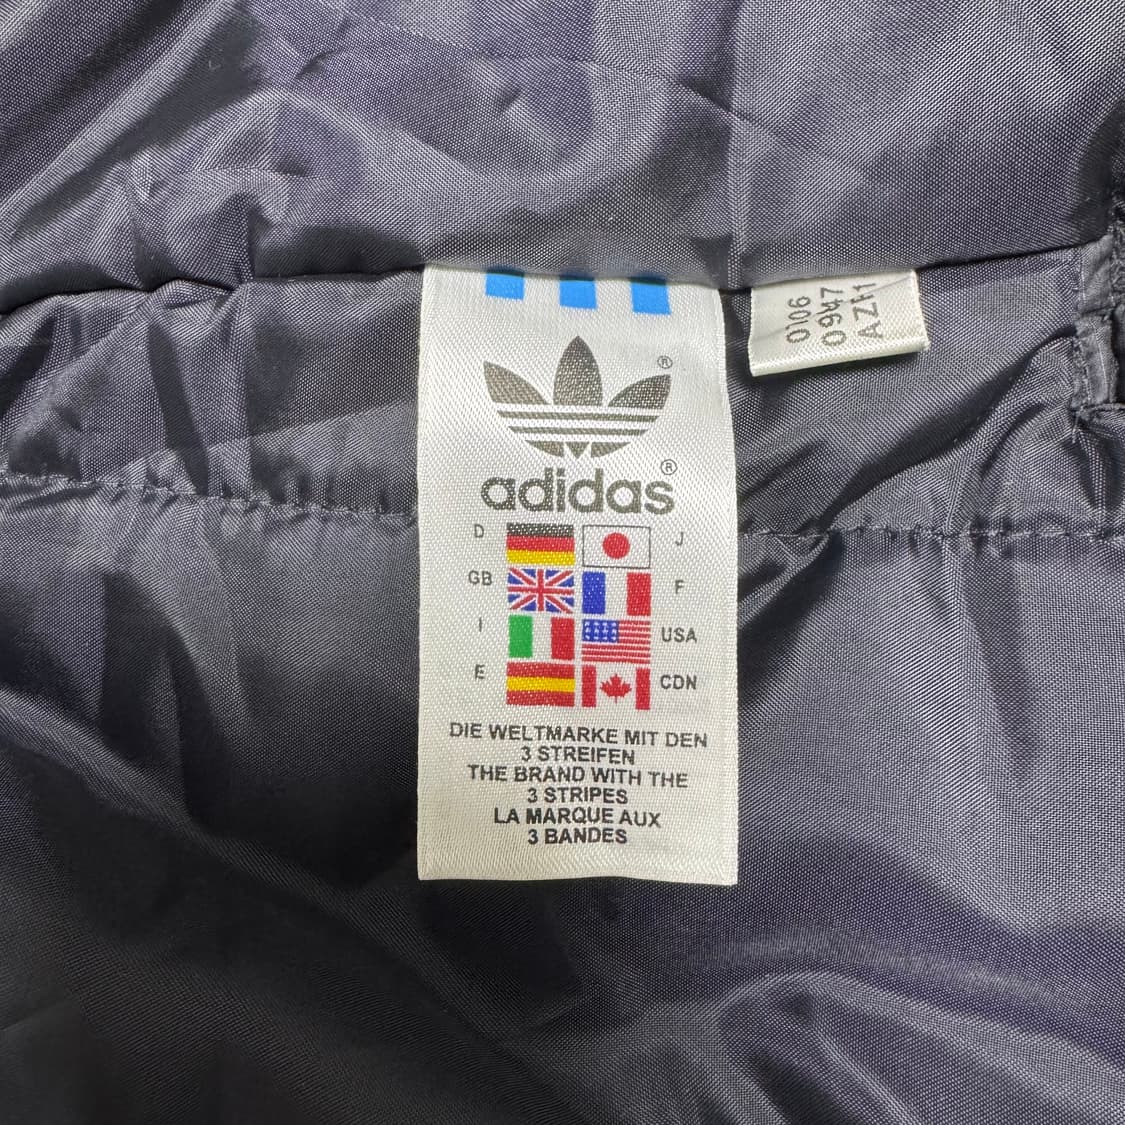 ®
adidas®
D J
GB F
I USA
E CDN
DIE WELTMARKE MIT DEN
3 STREIFEN
THE BRAND WITH THE
3 STRIPES
LA MARQUE AUX
3 BANDES
0106
0947